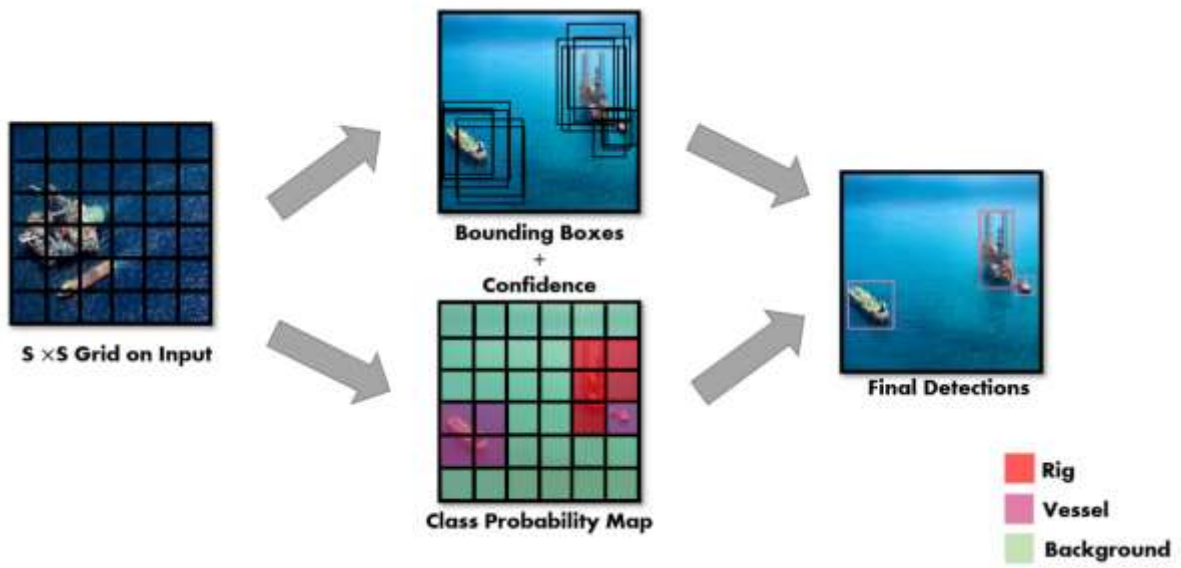 S ×S Grid on Input
Bounding Boxes
+
Confidence
Class Probability Map
Final Detections
Rig
Vessel
Background